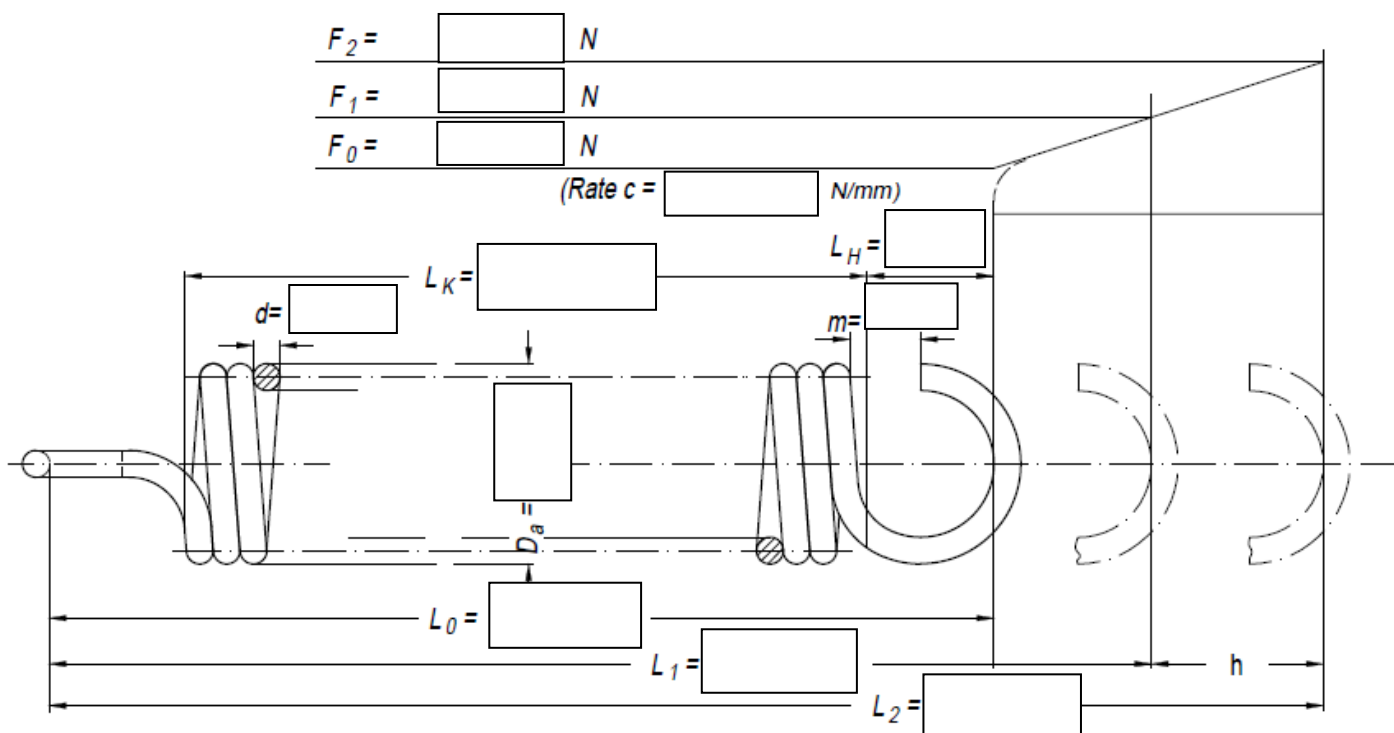 F2 = N
F1 = N
F0 = N
(Rate c = N/mm)
LH =
LK =
d=
m=
Da =
L0 =
L1 =
h
L2 =